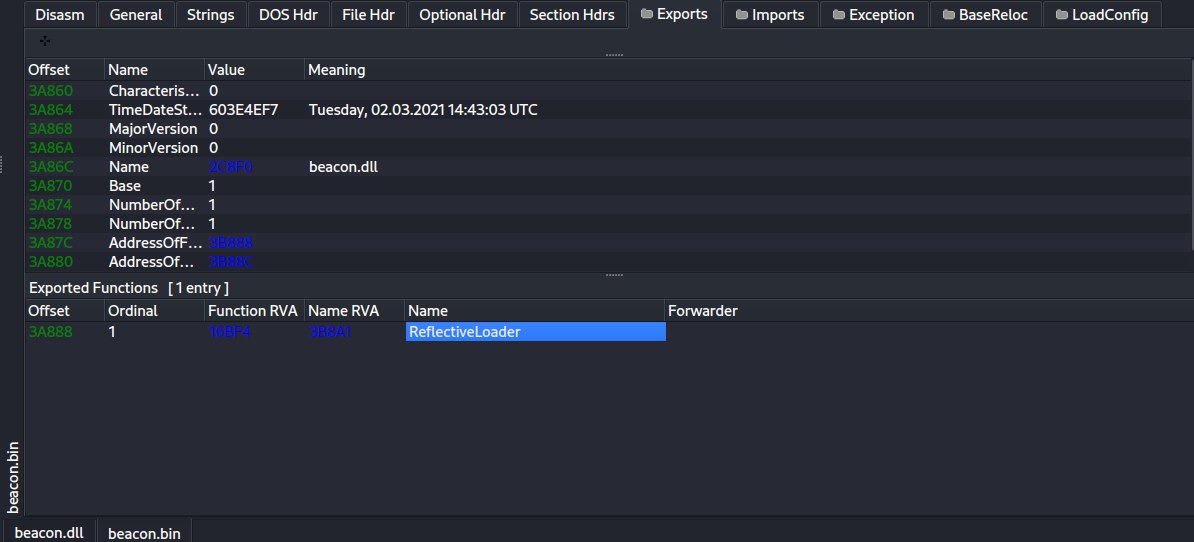 Disasm General Strings DOS Hdr File Hdr Optional Hdr Section Hdrs Exports Imports Exception BaseReloc LoadConfig
Offset Name Value Meaning
3A860 Characteris... 0
3A864 TimeDateSt... 603E4EF7 Tuesday, 02.03.2021 14:43:03 UTC
3A868 MajorVersion 0
3A86A MinorVersion 0
3A86C Name beacon.dll
3A870 Base 1
3A874 NumberOf... 1
3A878 NumberOf... 1
3A87C AddressOfF... 
3A880 AddressOf... 
Exported Functions [ 1 entry ]
Offset Ordinal Function RVA Name RVA Name Forwarder
3A888 1 16BF4 3B8A1 ReflectiveLoader
beacon.bin
beacon.dll beacon.bin